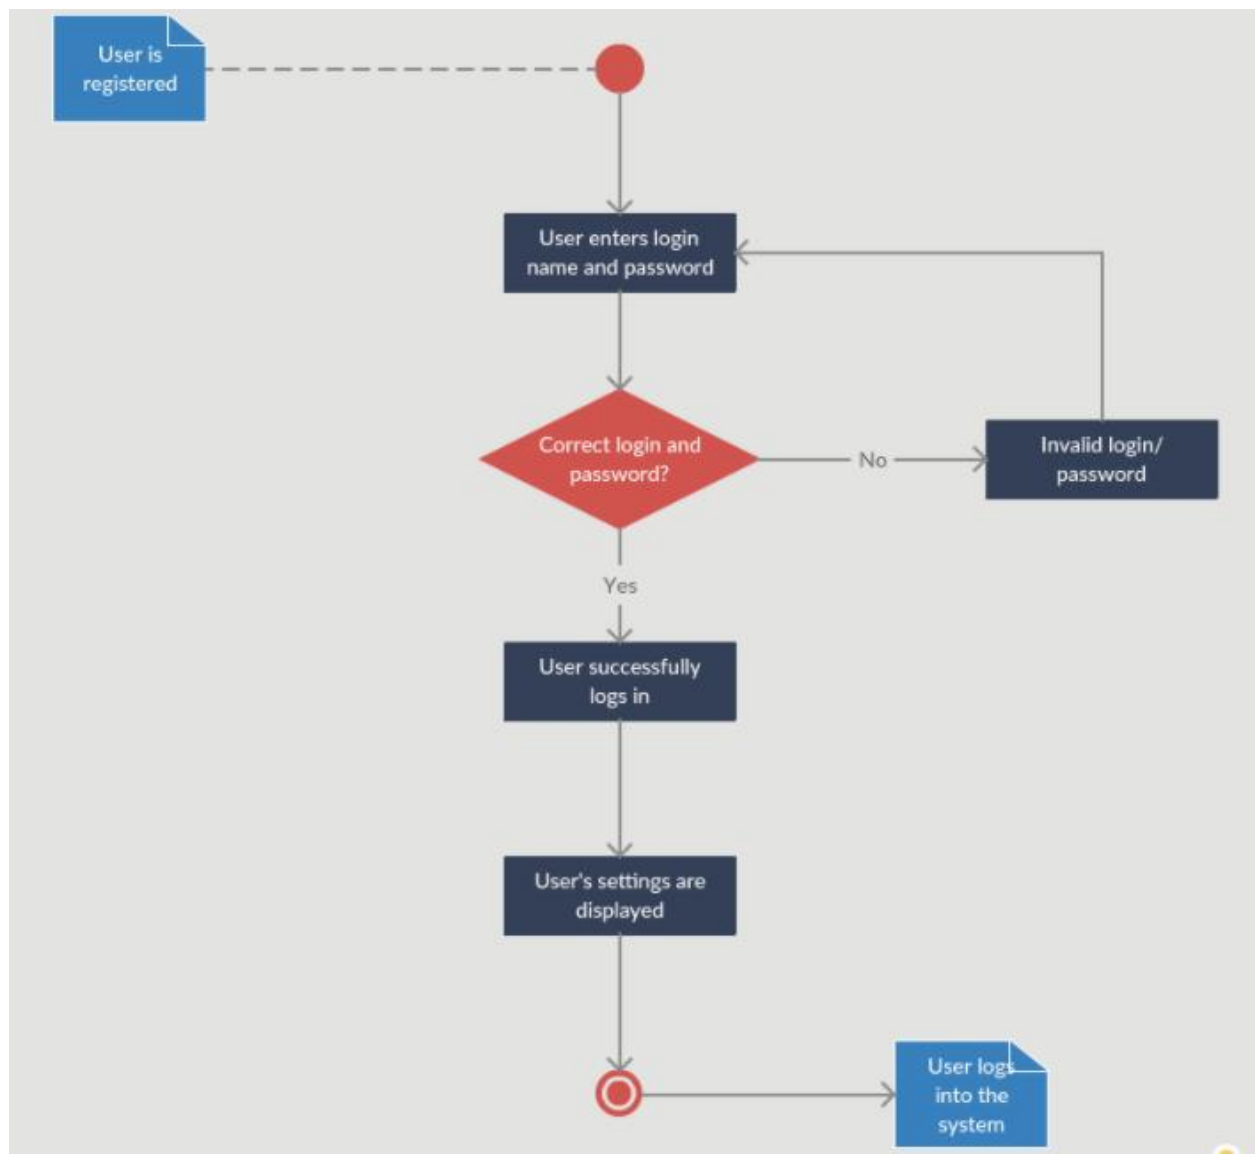 User is
registered
User enters login
name and password
Correct login and
password?
No
Invalid login/
password
Yes
User successfully
logs in
User's settings are
displayed
User logs
into the
system